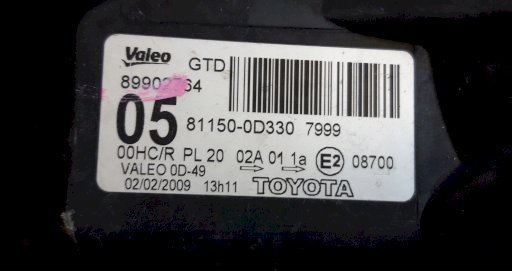 Valeo GTD
89902764
05 81150-0D330 7999
00HC/R PL 20 02A 01 1a E2 08700
VALEO 0D-49
02/02/2009 13h11 TOYOTA